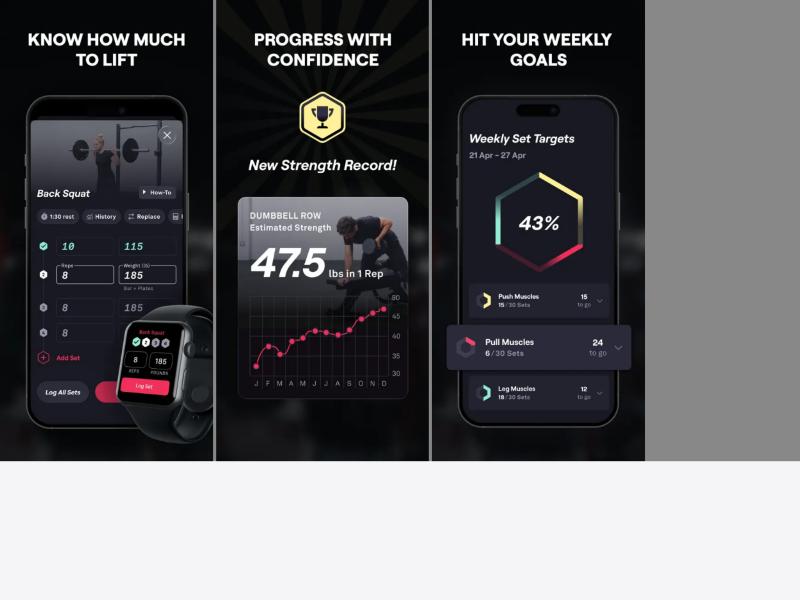 KNOW HOW MUCH
TO LIFT
Back Squat
How-To
1:30 rest
History
Replace
10
115
Reps
8
Weight (lb)
185
Bar + Plates
3
8
185
4
8
Add Set
Log All Sets
Back Squat
8
185
REPS
POUNDS
Log Set
PROGRESS WITH
CONFIDENCE
New Strength Record!
DUMBBELL ROW
Estimated Strength
47.5 lbs in 1 Rep
50
45
40
35
30
J F M A M J J A S O N D
HIT YOUR WEEKLY
GOALS
Weekly Set Targets
21 Apr – 27 Apr
43%
Push Muscles
15
15/30 Sets
to go
Pull Muscles
24
6/30 Sets
to go
Leg Muscles
12
18/30 Sets
to go